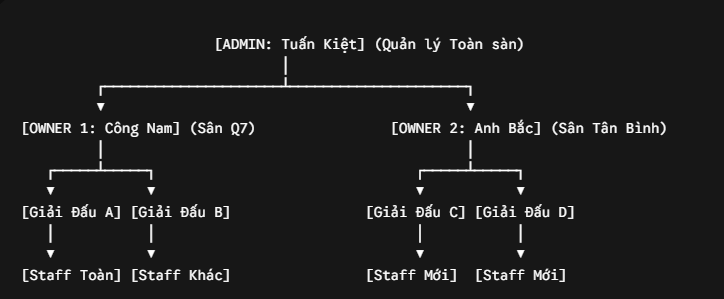 [ADMIN: Tuấn Kiệt] (Quản lý Toàn sàn)
[OWNER 1: Công Nam] (Sân Q7) [OWNER 2: Anh Bắc] (Sân Tân Bình)
[Giải Đấu A] [Giải Đấu B] [Giải Đấu C] [Giải Đấu D]
[Staff Toàn] [Staff Khác] [Staff Mới] [Staff Mới]